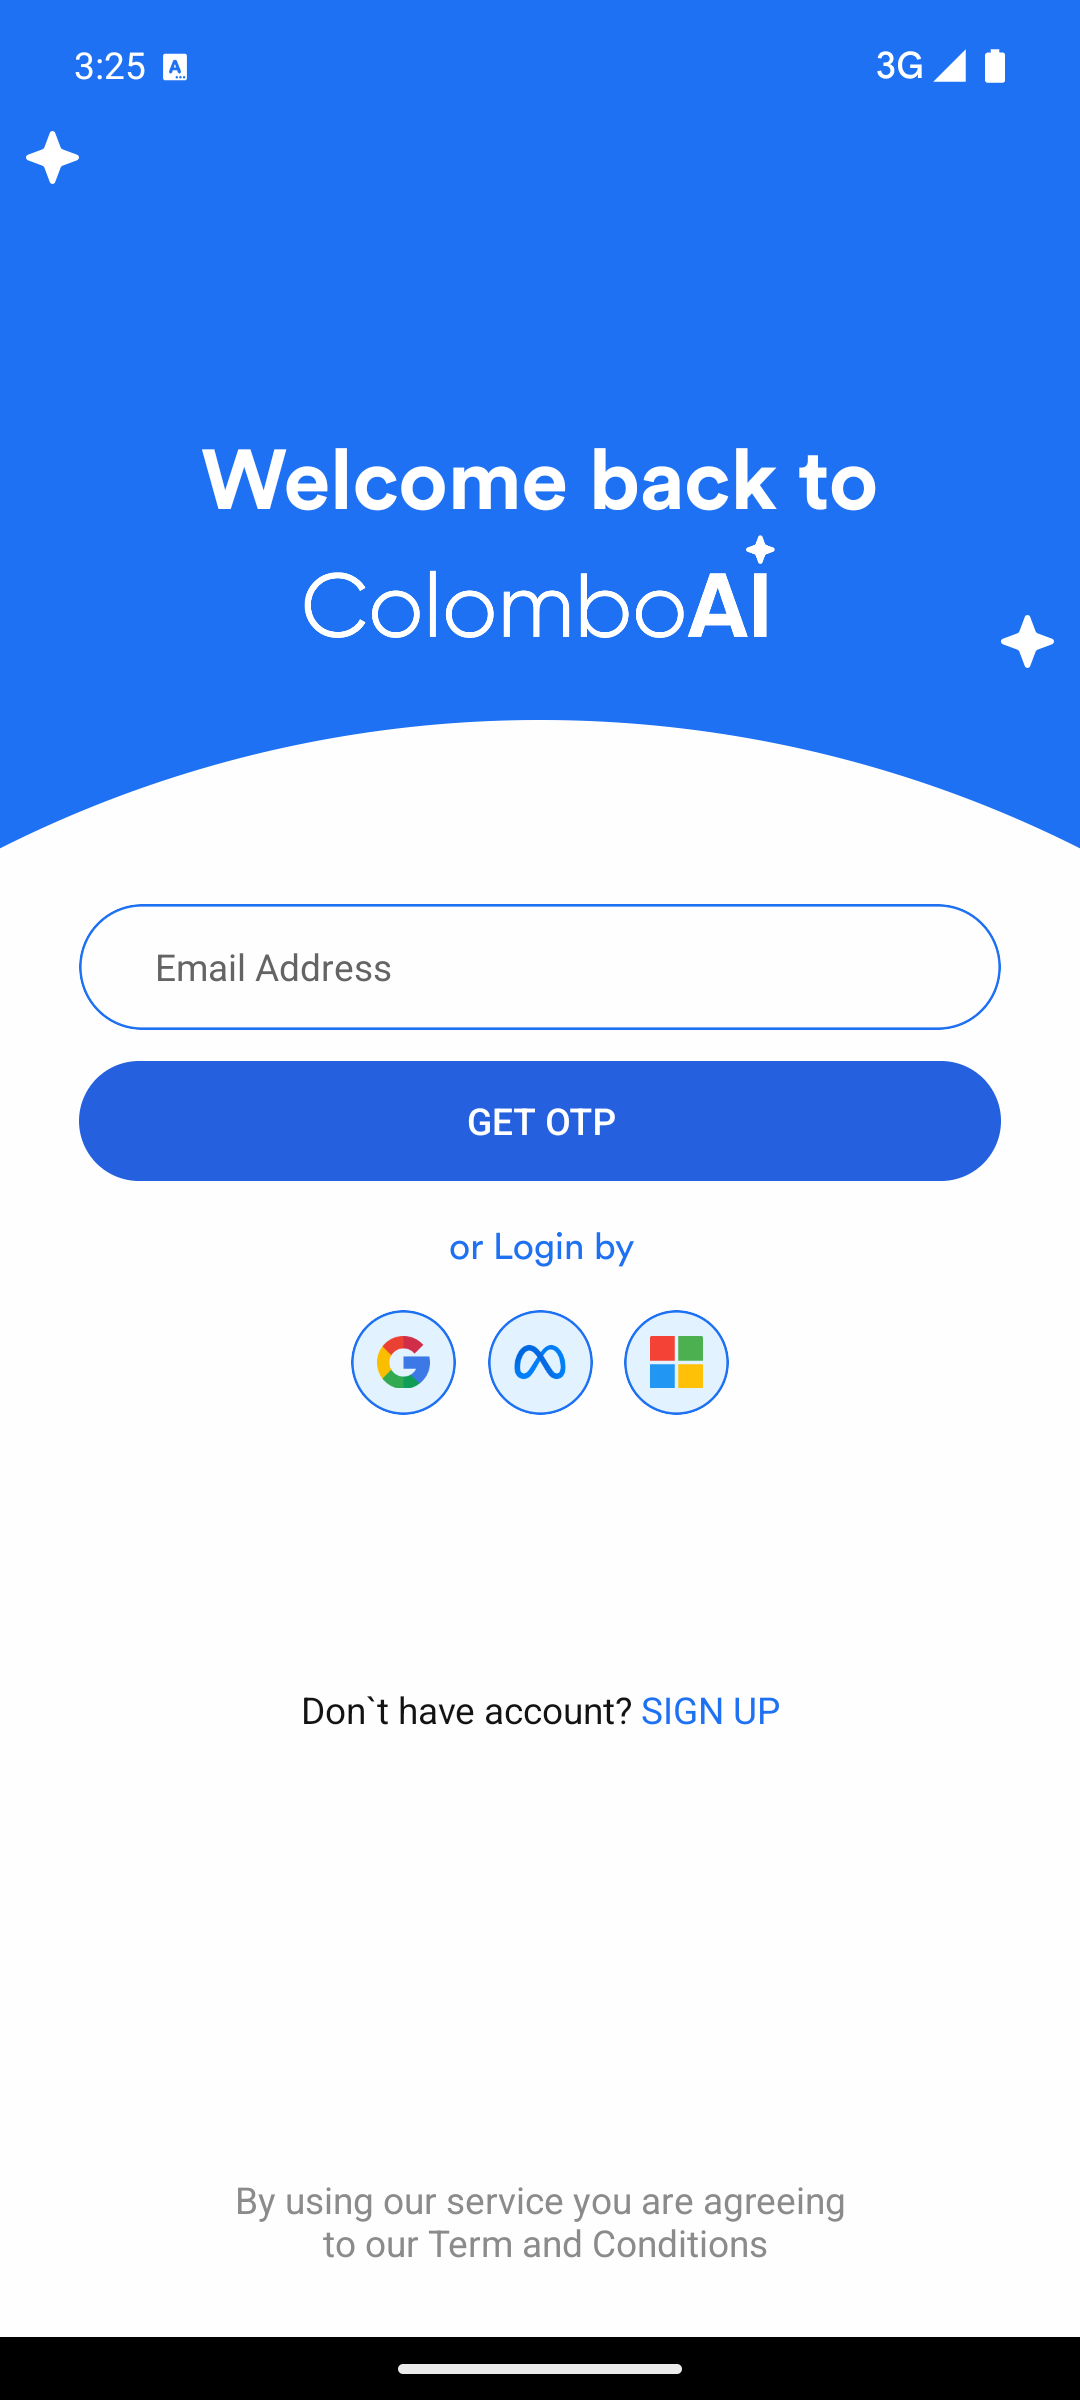 3:25
3G
Welcome back to
ColomboAI
Email Address
GET OTP
or Login by
Don`t have account? SIGN UP
By using our service you are agreeing
to our Term and Conditions